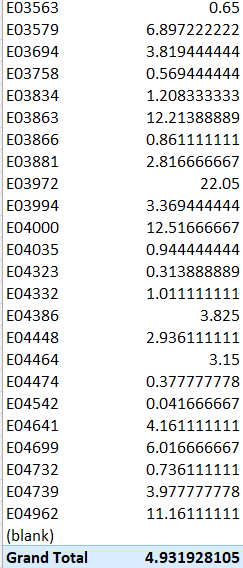 E03563 0.65
E03579 6.897222222
E03694 3.819444444
E03758 0.569444444
E03834 1.208333333
E03863 12.21388889
E03866 0.861111111
E03881 2.816666667
E03972 22.05
E03994 3.369444444
E04000 12.51666667
E04035 0.944444444
E04323 0.313888889
E04332 1.011111111
E04386 3.825
E04448 2.936111111
E04464 3.15
E04474 0.377777778
E04542 0.041666667
E04641 4.161111111
E04699 6.016666667
E04732 0.736111111
E04739 3.977777778
E04962 11.16111111
(blank)
Grand Total 4.931928105